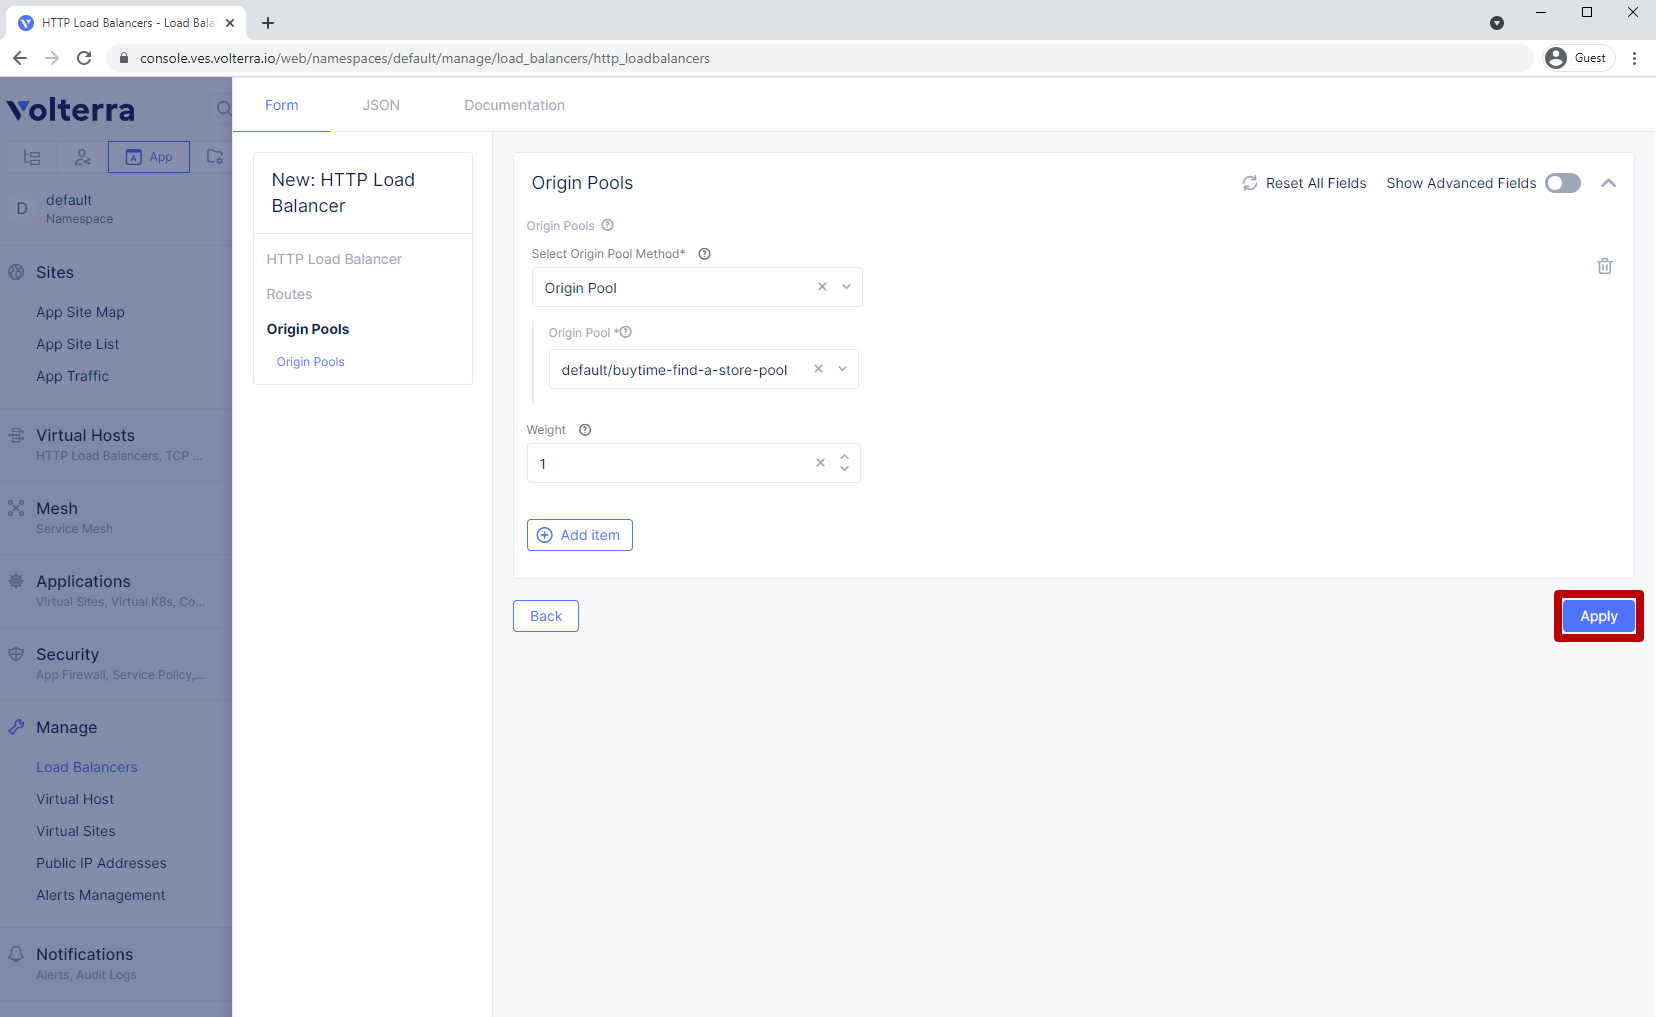 HTTP Load Balancers - Load Bala
console.ves.volterra.io/web/namespaces/default/manage/load_balancers/http_loadbalancers
Guest
Volterra
App
D
default
Namespace
Sites
App Site Map
App Site List
App Traffic
Virtual Hosts
HTTP Load Balancers, TCP ...
Mesh
Service Mesh
Applications
Virtual Sites, Virtual K8s, Co...
Security
App Firewall, Service Policy,...
Manage
Load Balancers
Virtual Host
Virtual Sites
Public IP Addresses
Alerts Management
Notifications
Alerts, Audit Logs
Form JSON Documentation
New: HTTP Load
Balancer
HTTP Load Balancer
Routes
Origin Pools
Origin Pools
Origin Pools
Reset All Fields Show Advanced Fields
Origin Pools
Select Origin Pool Method*
Origin Pool
Origin Pool *
default/buytime-find-a-store-pool
Weight
1
Add item
Back
Apply